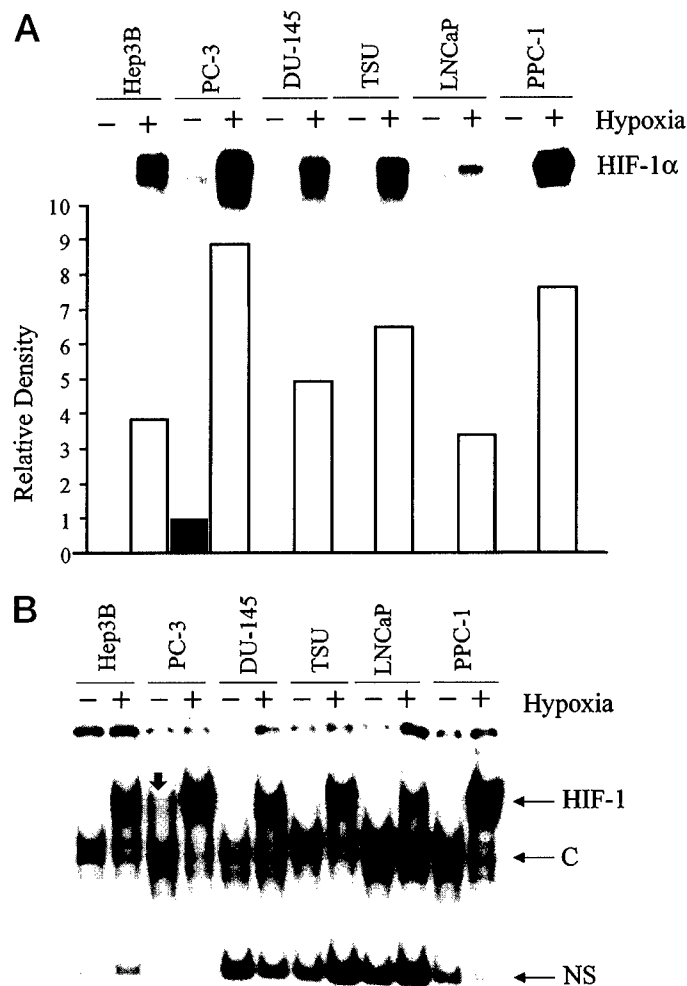 A
Hep3B PC-3 DU-145 TSU LNCaP PPC-1
− + − + − + − + − + − + Hypoxia
HIF-1α
Relative Density
10
9
8
7
6
5
4
3
2
1
0
B
Hep3B PC-3 DU-145 TSU LNCaP PPC-1
− + − + − + − + − + − + Hypoxia
HIF-1
C
NS